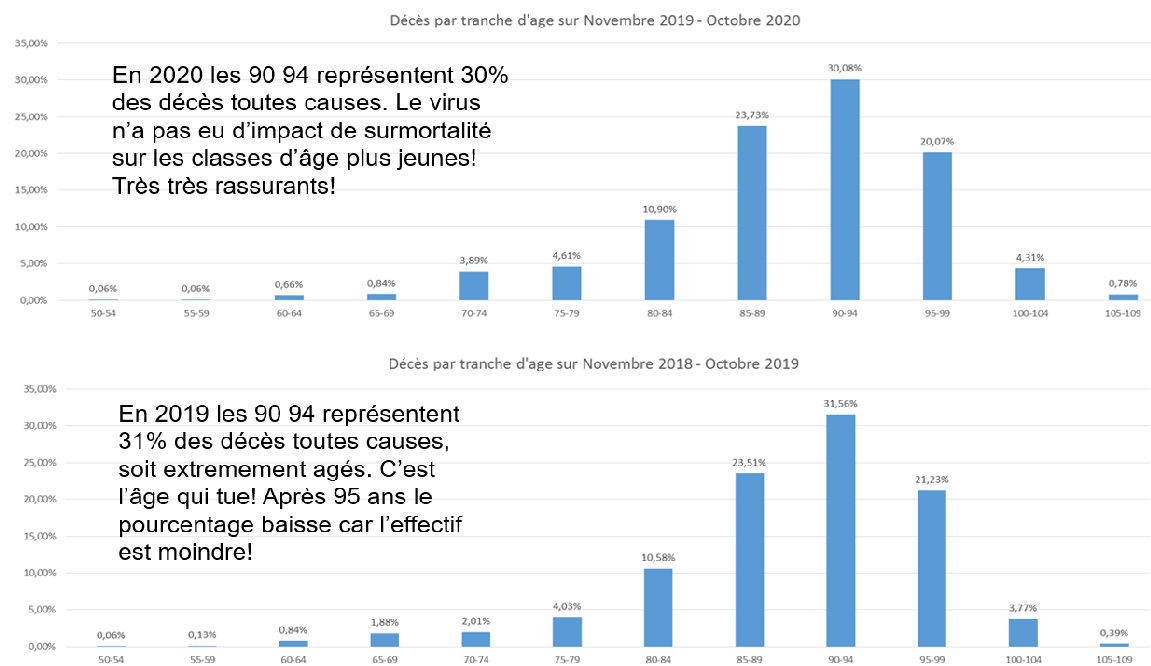 Décès par tranche d'age sur Novembre 2019 - Octobre 2020
35,00%
30,00%
25,00%
20,00%
15,00%
10,00%
5,00%
0,00%
En 2020 les 90 94 représentent 30%
des décès toutes causes. Le virus
n’a pas eu d’impact de surmortalité
sur les classes d’âge plus jeunes!
Très très rassurants!
0,06% 0,06% 0,66% 0,84% 3,89% 4,61% 10,90% 23,73% 30,08% 20,07% 4,31% 0,78%
50-54 55-59 60-64 65-69 70-74 75-79 80-84 85-89 90-94 95-99 100-104 105-109
Décès par tranche d'age sur Novembre 2018 - Octobre 2019
35,00%
30,00%
25,00%
20,00%
15,00%
10,00%
5,00%
0,00%
En 2019 les 90 94 représentent
31% des décès toutes causes,
soit extremement agés. C’est
l’âge qui tue! Après 95 ans le
pourcentage baisse car l’effectif
est moindre!
0,06% 0,13% 0,84% 1,88% 2,01% 4,03% 10,58% 23,51% 31,56% 21,23% 3,77% 0,39%
50-54 55-59 60-64 65-69 70-74 75-79 80-84 85-89 90-94 95-99 100-104 105-109